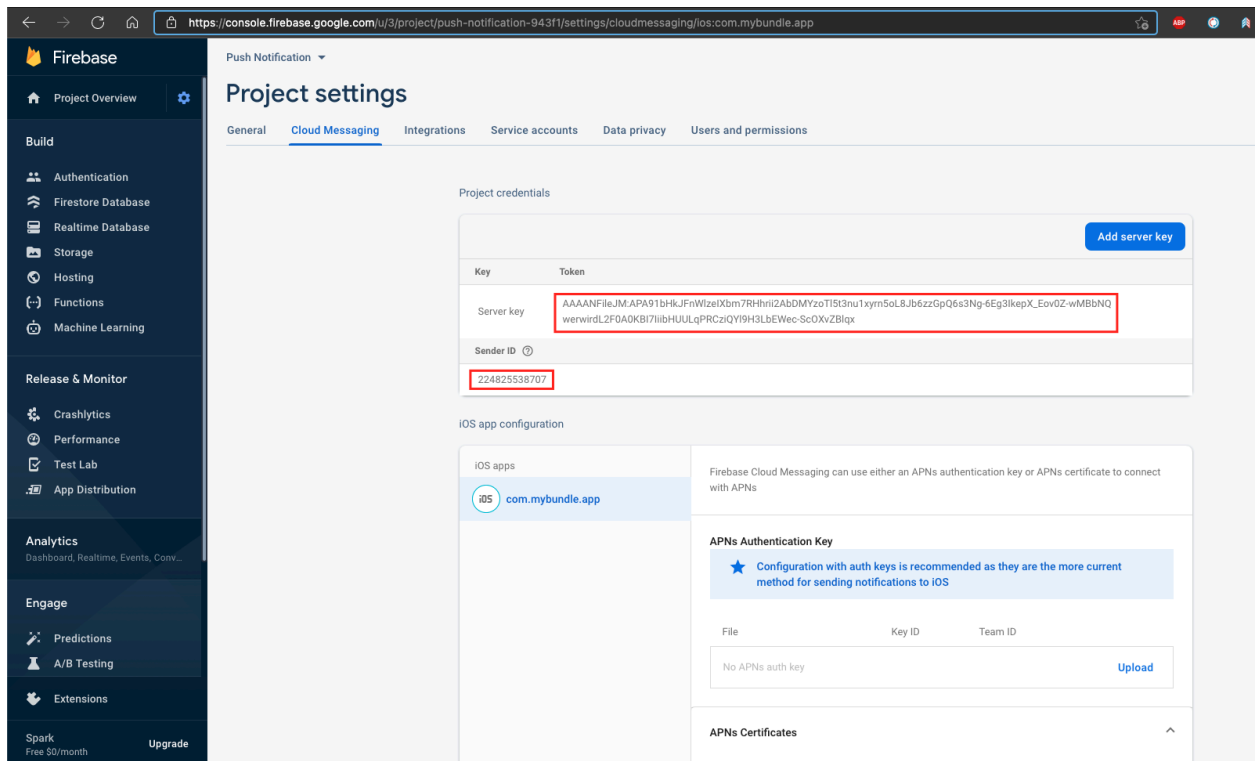 https://console.firebase.google.com/u/3/project/push-notification-943f1/settings/cloudmessaging/ios:com.mybundle.app
ABP
Firebase
Project Overview
Build
Authentication
Firestore Database
Realtime Database
Storage
Hosting
Functions
Machine Learning
Release & Monitor
Crashlytics
Performance
Test Lab
App Distribution
Analytics
Dashboard, Realtime, Events, Conv...
Engage
Predictions
A/B Testing
Extensions
Spark
Free $0/month
Upgrade
Push Notification
Project settings
General Cloud Messaging Integrations Service accounts Data privacy Users and permissions
Project credentials
Add server key
Key Token
Server key
AAAANFileJM:APA91bHkJFnWlzeIXbm7RHhrii2AbDMYzoTl5t3nu1xyrn5oL8Jb6zzGpQ6s3Ng-6Eg3IkepX_Eov0Z-wMBbNQ
werwirdL2F0A0KBI7IiibHUULqPRCziQYl9H3LbEWec-ScOXvZBlqx
Sender ID
224825538707
iOS app configuration
iOS apps
iOS com.mybundle.app
Firebase Cloud Messaging can use either an APNs authentication key or APNs certificate to connect
with APNs
APNs Authentication Key
Configuration with auth keys is recommended as they are the more current
method for sending notifications to iOS
File Key ID Team ID
No APNs auth key Upload
APNs Certificates